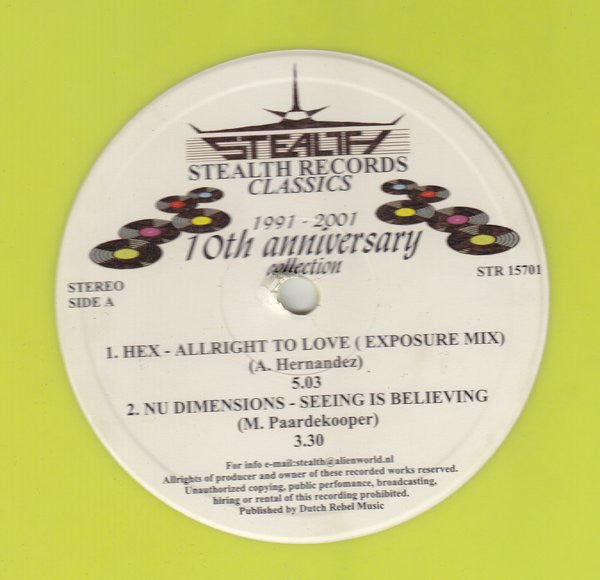 STEALTH
STEALTH RECORDS
CLASSICS
1991 - 2001
10th anniversary
collection
STEREO
SIDE A
STR 15701
1. HEX - ALLRIGHT TO LOVE ( EXPOSURE MIX)
(A. Hernandez)
5.03
2. NU DIMENSIONS - SEEING IS BELIEVING
(M. Paardekooper)
3.30
For info e-mail:stealth@alienworld.nl
Allrights of producer and owner of these recorded works reserved.
Unauthorized copying, public perfomance, broadcasting,
hiring or rental of this recording prohibited.
Published by Dutch Rebel Music